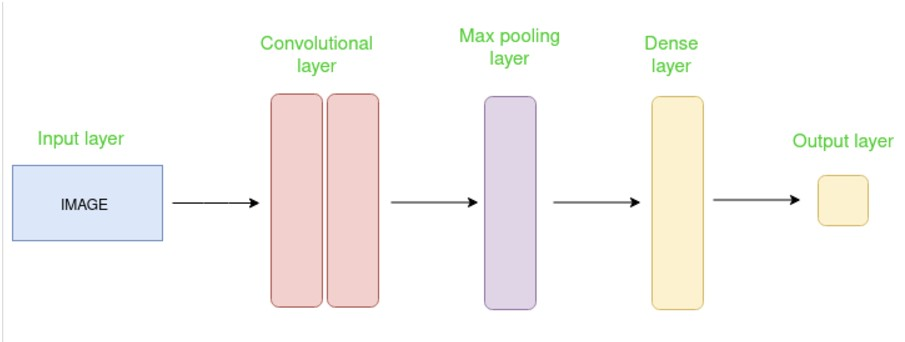 Input layer
IMAGE
Convolutional
layer
Max pooling
layer
Dense
layer
Output layer